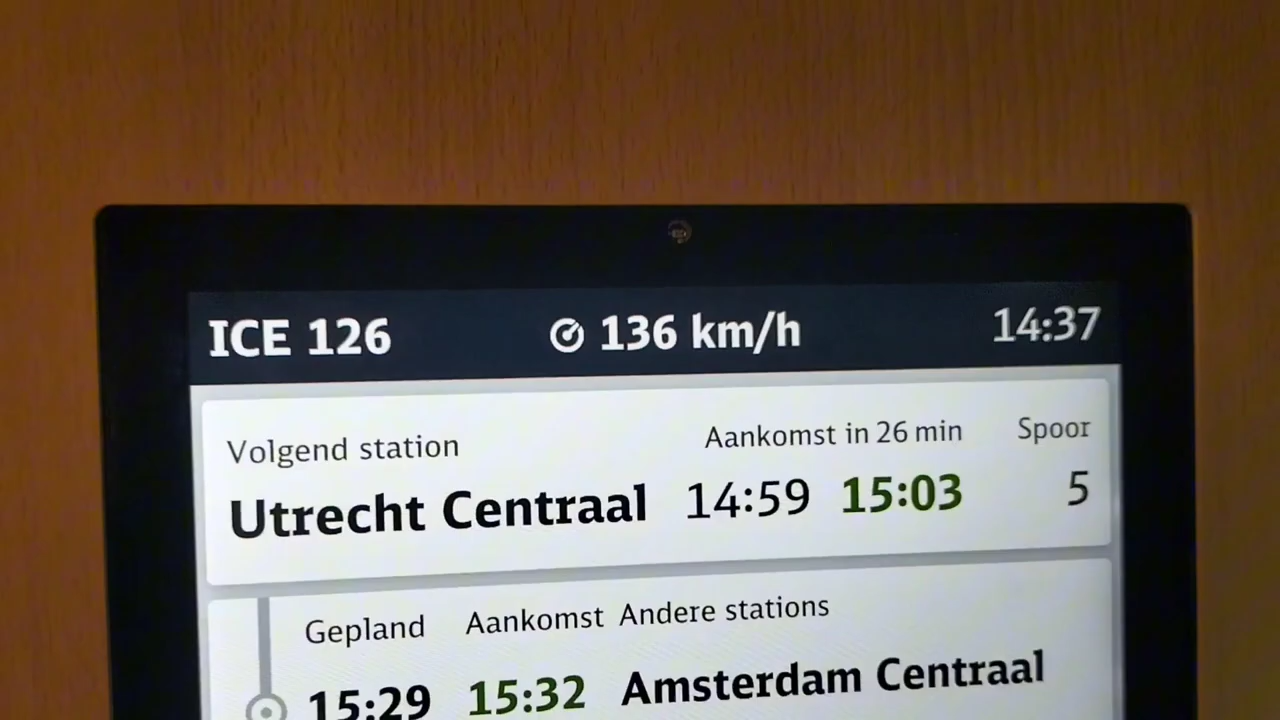 ICE 126 136 km/h 14:37
Volgend station Aankomst in 26 min Spoor
Utrecht Centraal 14:59 15:03 5
Gepland Aankomst Andere stations
15:29 15:32 Amsterdam Centraal